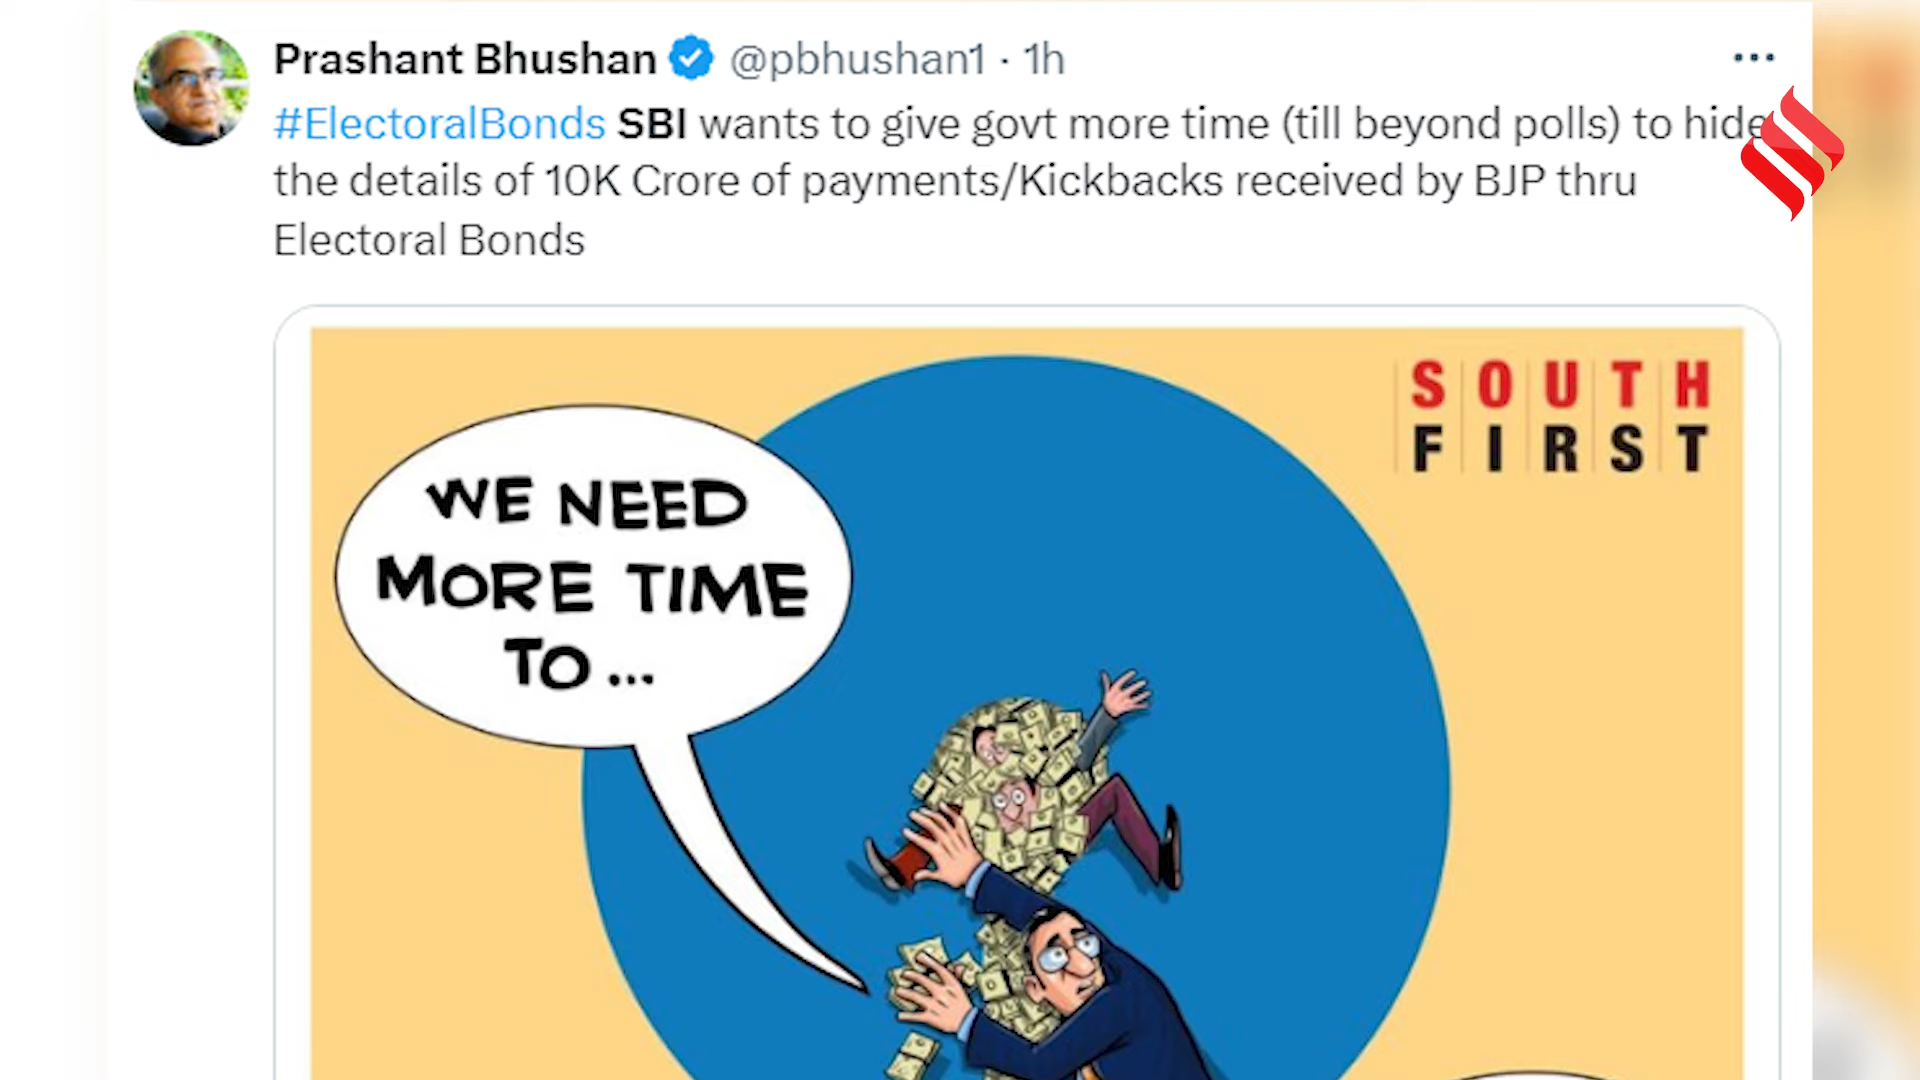 Prashant Bhushan @pbhushan1 · 1h
#ElectoralBonds SBI wants to give govt more time (till beyond polls) to hide
the details of 10K Crore of payments/Kickbacks received by BJP thru
Electoral Bonds
SOUTH
FIRST
WE NEED
MORE TIME
TO ...